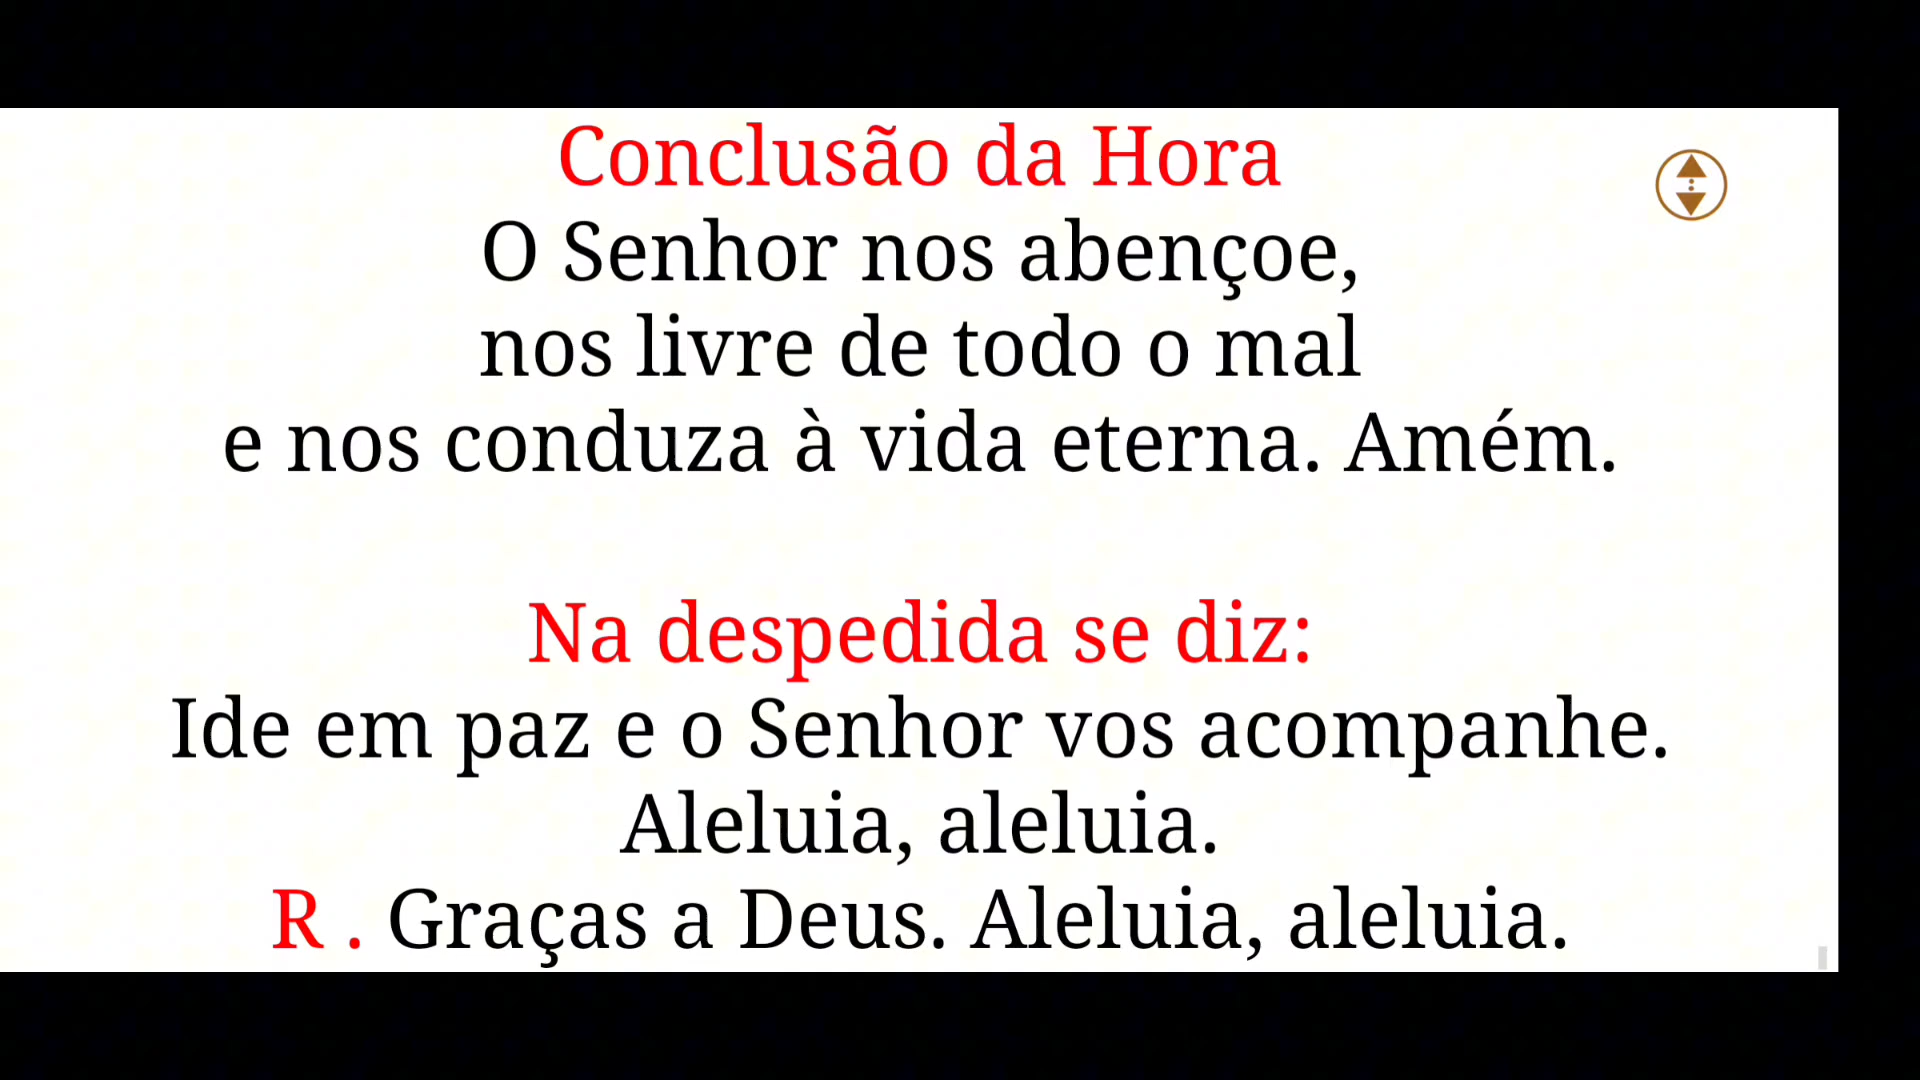 Conclusão da Hora
O Senhor nos abençoe,
nos livre de todo o mal
e nos conduza à vida eterna. Amém.
Na despedida se diz:
Ide em paz e o Senhor vos acompanhe.
Aleluia, aleluia.
R . Graças a Deus. Aleluia, aleluia.